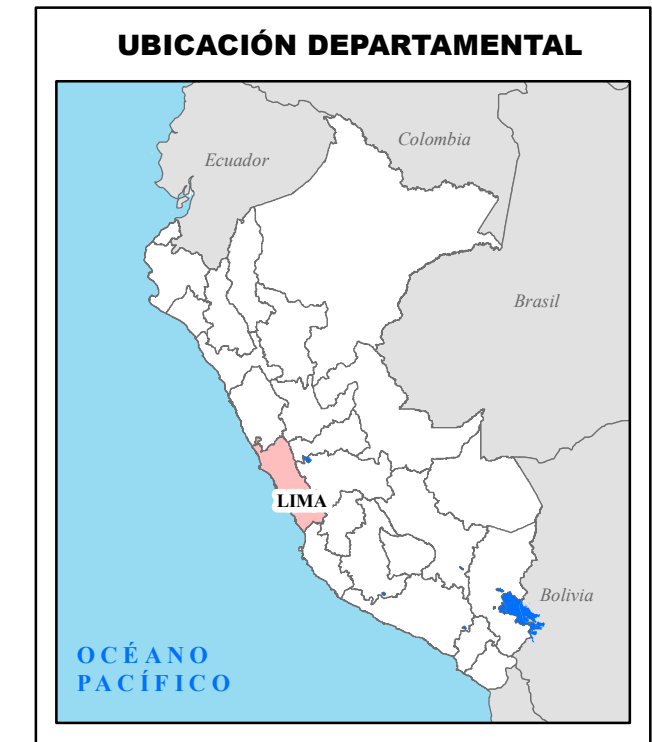 UBICACIÓN DEPARTAMENTAL
Colombia
Ecuador
Brasil
LIMA
Bolivia
OCÉANO
PACÍFICO